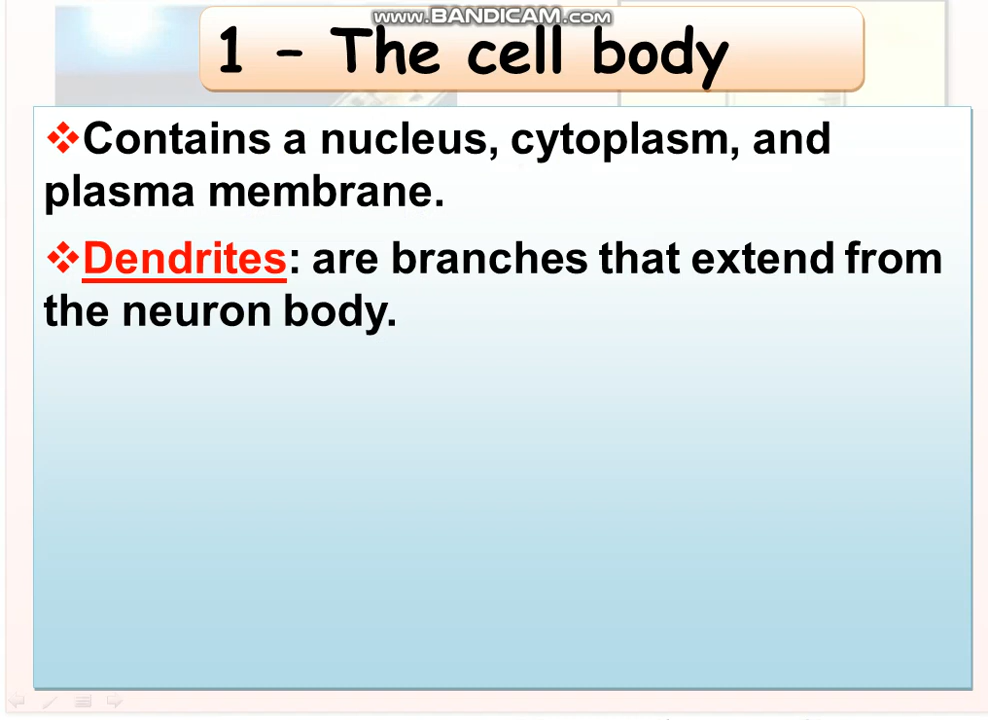 www.BANDICAM.com
1 – The cell body
❖Contains a nucleus, cytoplasm, and
plasma membrane.
❖Dendrites: are branches that extend from
the neuron body.